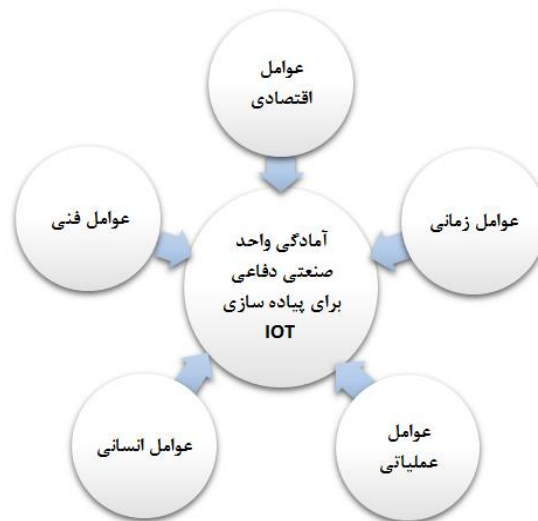 عوامل
اقتصادی
عوامل زمانی
عوامل فنی
آمادگی واحد
صنعتی دفاعی
برای پیاده سازی
IOT
عوامل
عملیاتی
عوامل انسانی